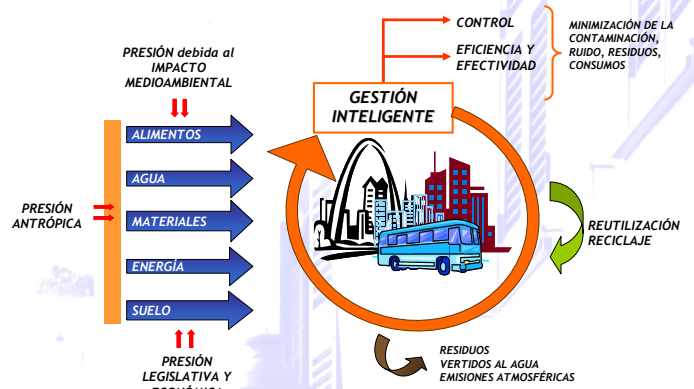 CONTROL
EFICIENCIA Y
EFECTIVIDAD
MINIMIZACIÓN DE LA
CONTAMINACIÓN,
RUIDO, RESIDUOS,
CONSUMOS
PRESIÓN debida al
IMPACTO
MEDIOAMBIENTAL
GESTIÓN
INTELIGENTE
ALIMENTOS
AGUA
MATERIALES
ENERGÍA
SUELO
PRESIÓN
ANTRÓPICA
REUTILIZACIÓN
RECICLAJE
PRESIÓN
LEGISLATIVA Y
RESIDUOS
VERTIDOS AL AGUA
EMISIONES ATMOSFÉRICAS